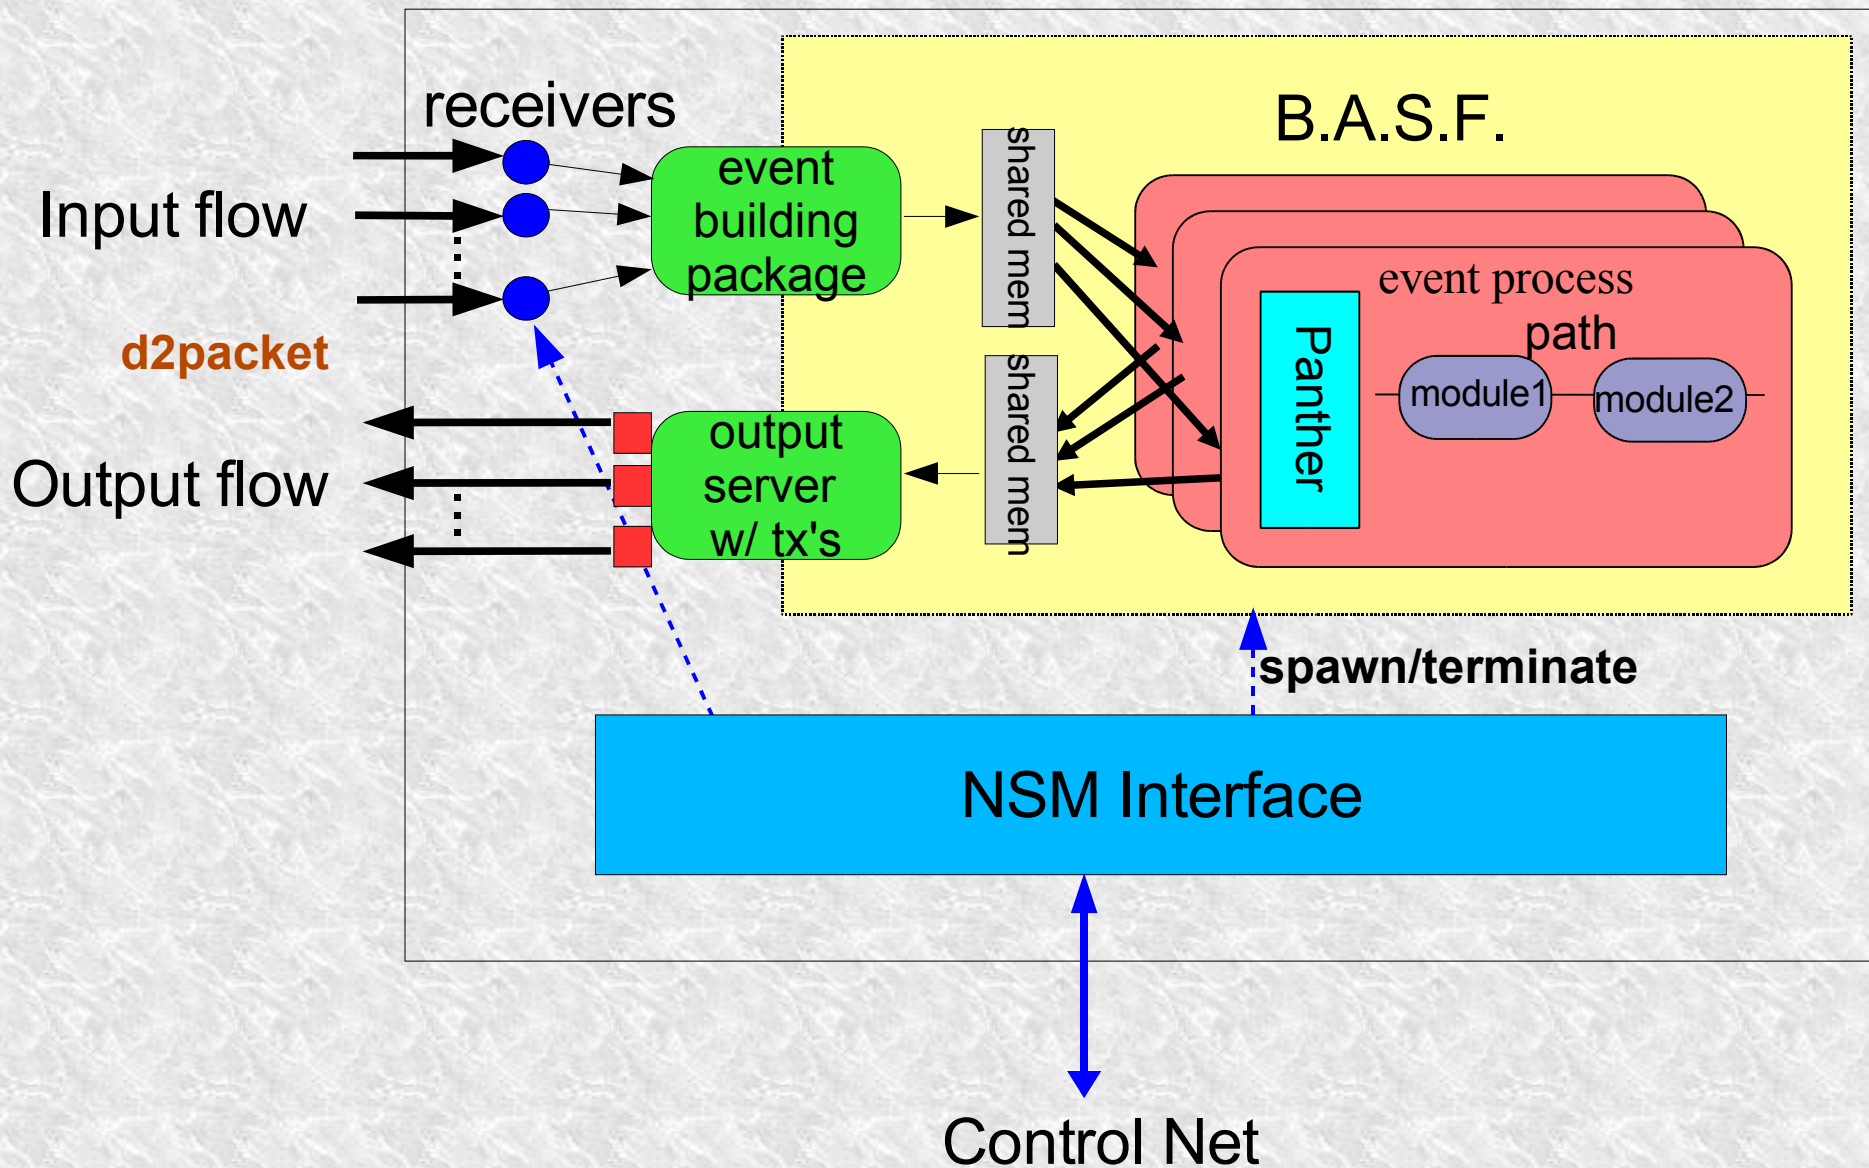 receivers
B.A.S.F.
Input flow
event
building
package
shared mem
event process
path
Panther
module1
module2
d2packet
Output flow
output
server
w/ tx's
shared mem
spawn/terminate
NSM Interface
Control Net